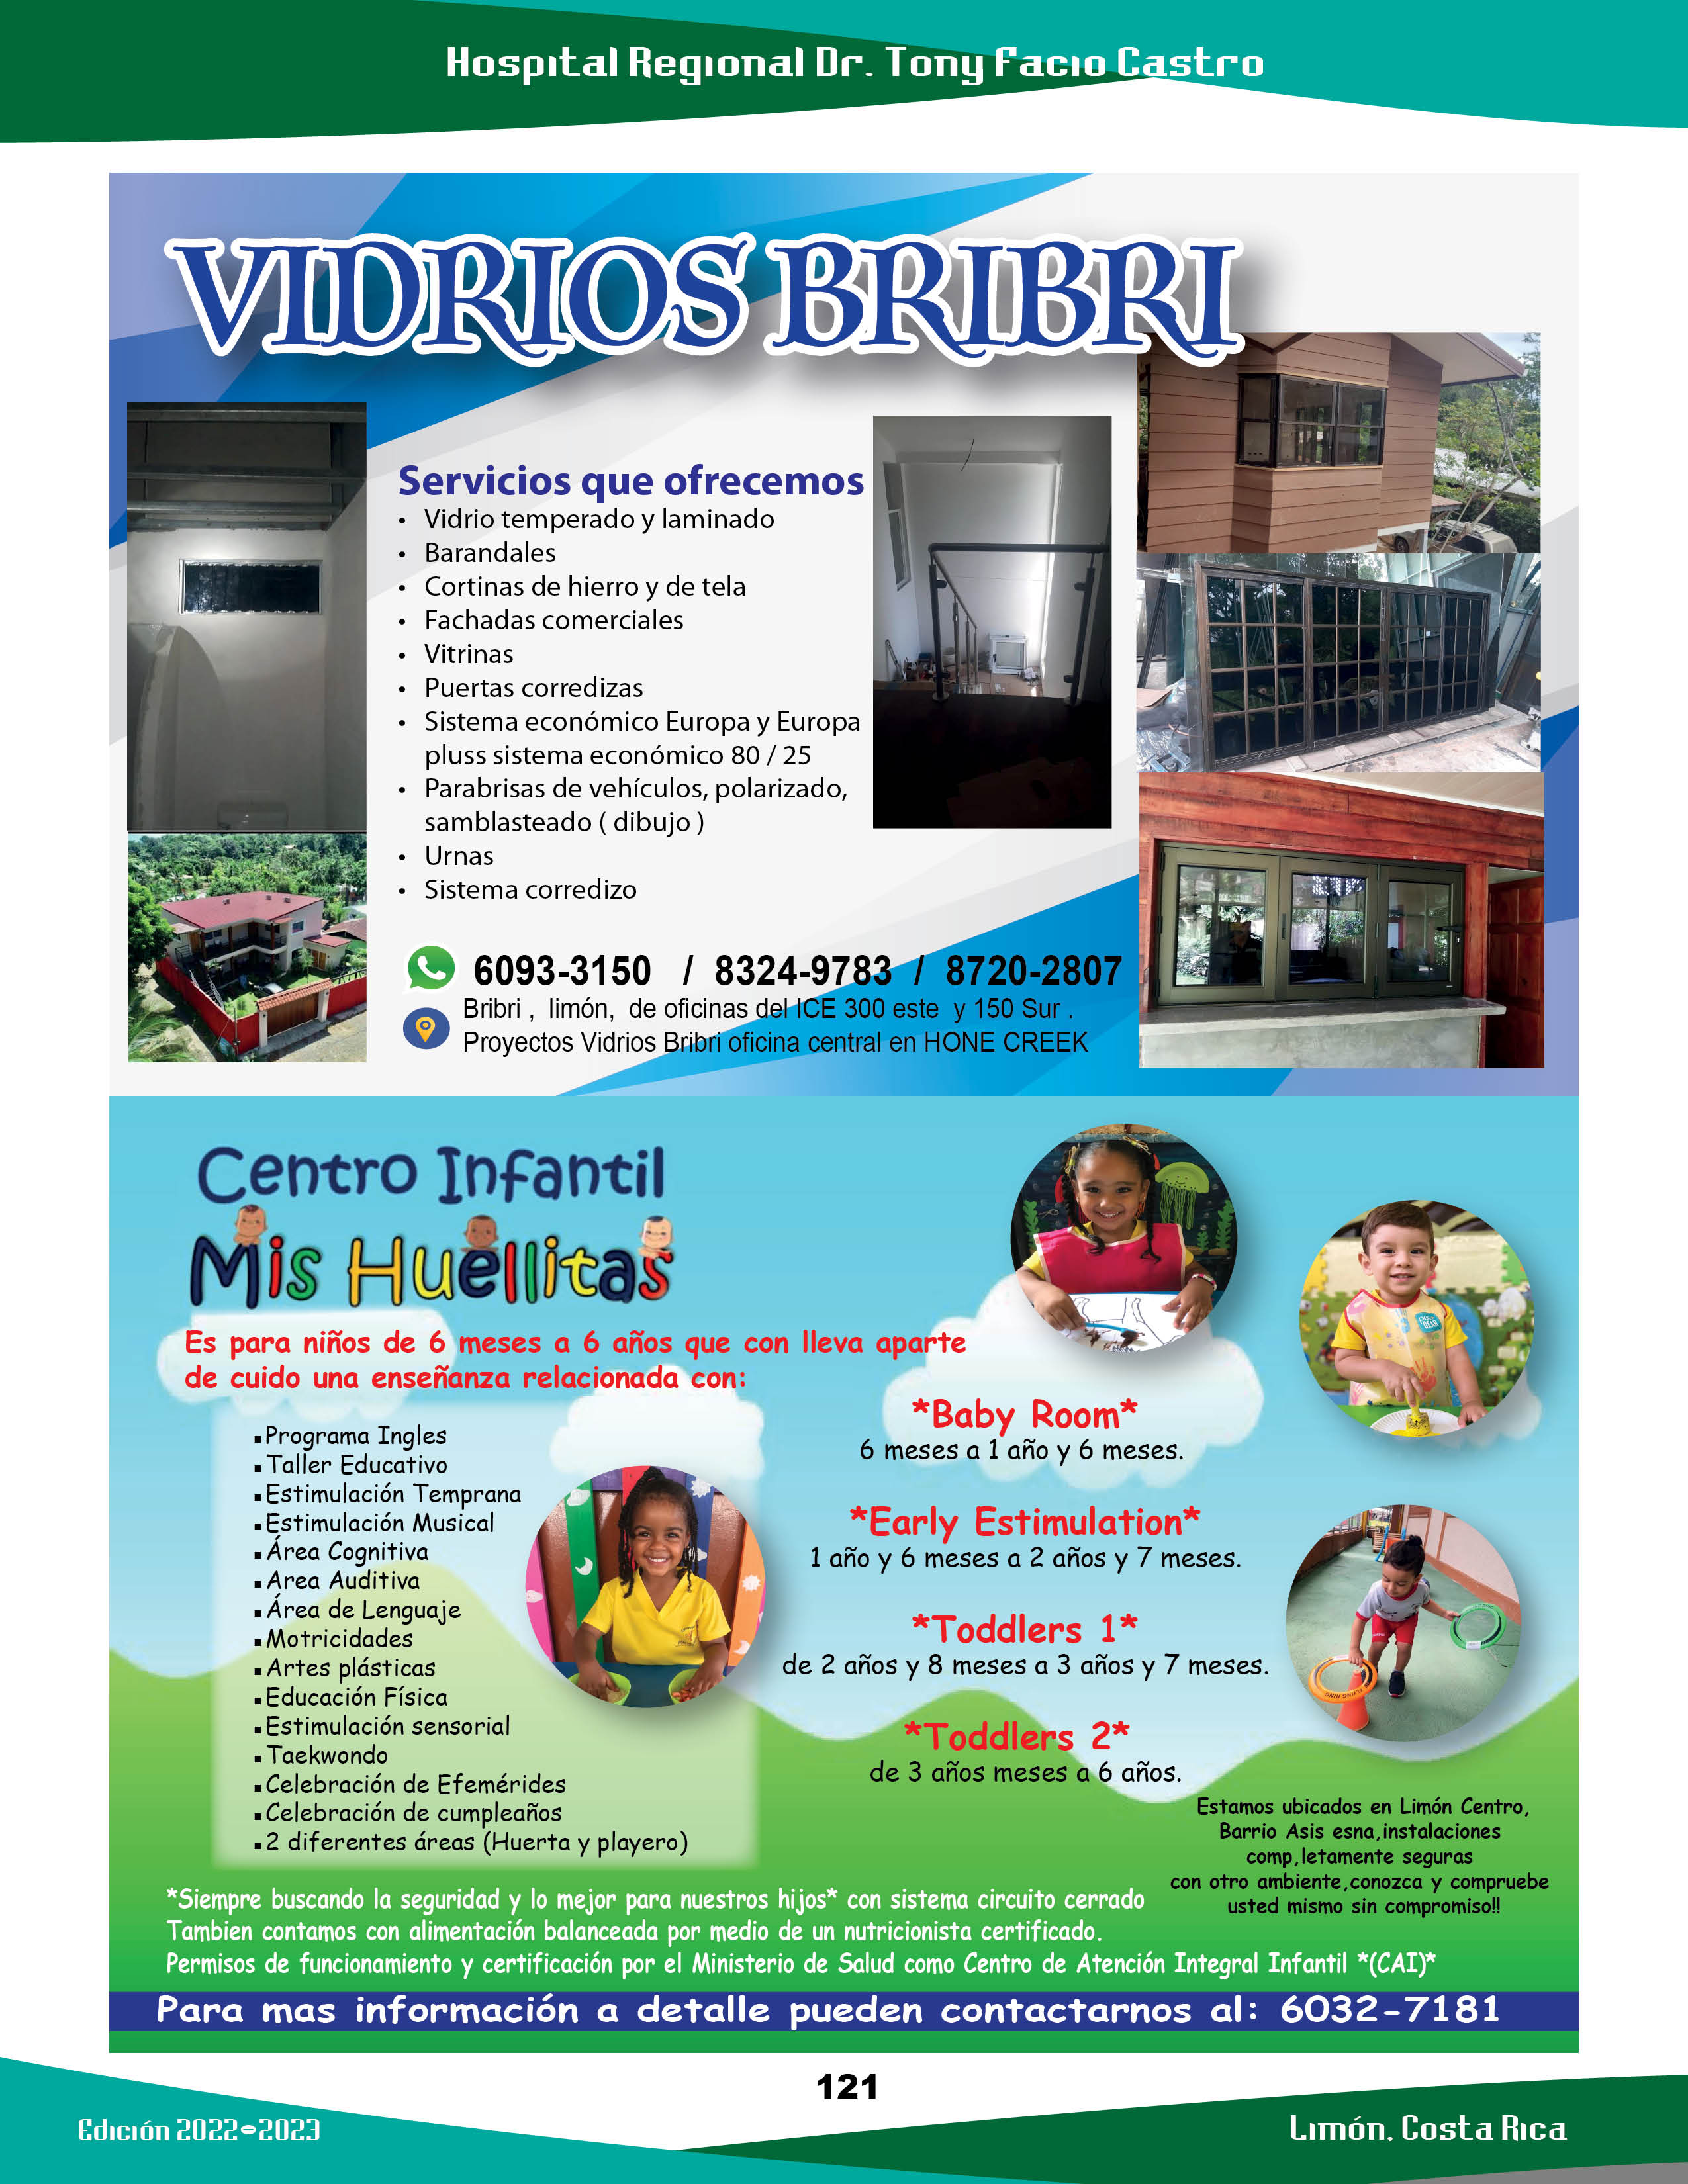 Hospital Regional Dr. Tony Facio Castro
VIDRIOS BRIBRI
Servicios que ofrecemos
• Vidrio temperado y laminado
• Barandales
• Cortinas de hierro y de tela
• Fachadas comerciales
• Vitrinas
• Puertas corredizas
• Sistema económico Europa y Europa
pluss sistema económico 80 / 25
• Parabrisas de vehículos, polarizado,
samblasteado ( dibujo )
• Urnas
• Sistema corredizo
6093-3150 / 8324-9783 / 8720-2807
Bribri , limón, de oficinas del ICE 300 este y 150 Sur .
Proyectos Vidrios Bribri oficina central en HONE CREEK
Centro Infantil
Mis Huellitas
Es para niños de 6 meses a 6 años que con lleva aparte
de cuido una enseñanza relacionada con:
▪ Programa Ingles
▪ Taller Educativo
▪ Estimulación Temprana
▪ Estimulación Musical
▪ Área Cognitiva
▪ Area Auditiva
▪ Área de Lenguaje
▪ Motricidades
▪ Artes plásticas
▪ Educación Física
▪ Estimulación sensorial
▪ Taekwondo
▪ Celebración de Efemérides
▪ Celebración de cumpleaños
▪ 2 diferentes áreas (Huerta y playero)
*Baby Room*
6 meses a 1 año y 6 meses.
*Early Estimulation*
1 año y 6 meses a 2 años y 7 meses.
*Toddlers 1*
de 2 años y 8 meses a 3 años y 7 meses.
*Toddlers 2*
de 3 años meses a 6 años.
Estamos ubicados en Limón Centro,
Barrio Asis esna,instalaciones
comp,letamente seguras
con otro ambiente,conozca y compruebe
usted mismo sin compromiso!!
*Siempre buscando la seguridad y lo mejor para nuestros hijos* con sistema circuito cerrado
Tambien contamos con alimentación balanceada por medio de un nutricionista certificado.
Permisos de funcionamiento y certificación por el Ministerio de Salud como Centro de Atención Integral Infantil *(CAI)*
Para mas información a detalle pueden contactarnos al: 6032-7181
121
Edición 2022-2023
Limón, Costa Rica